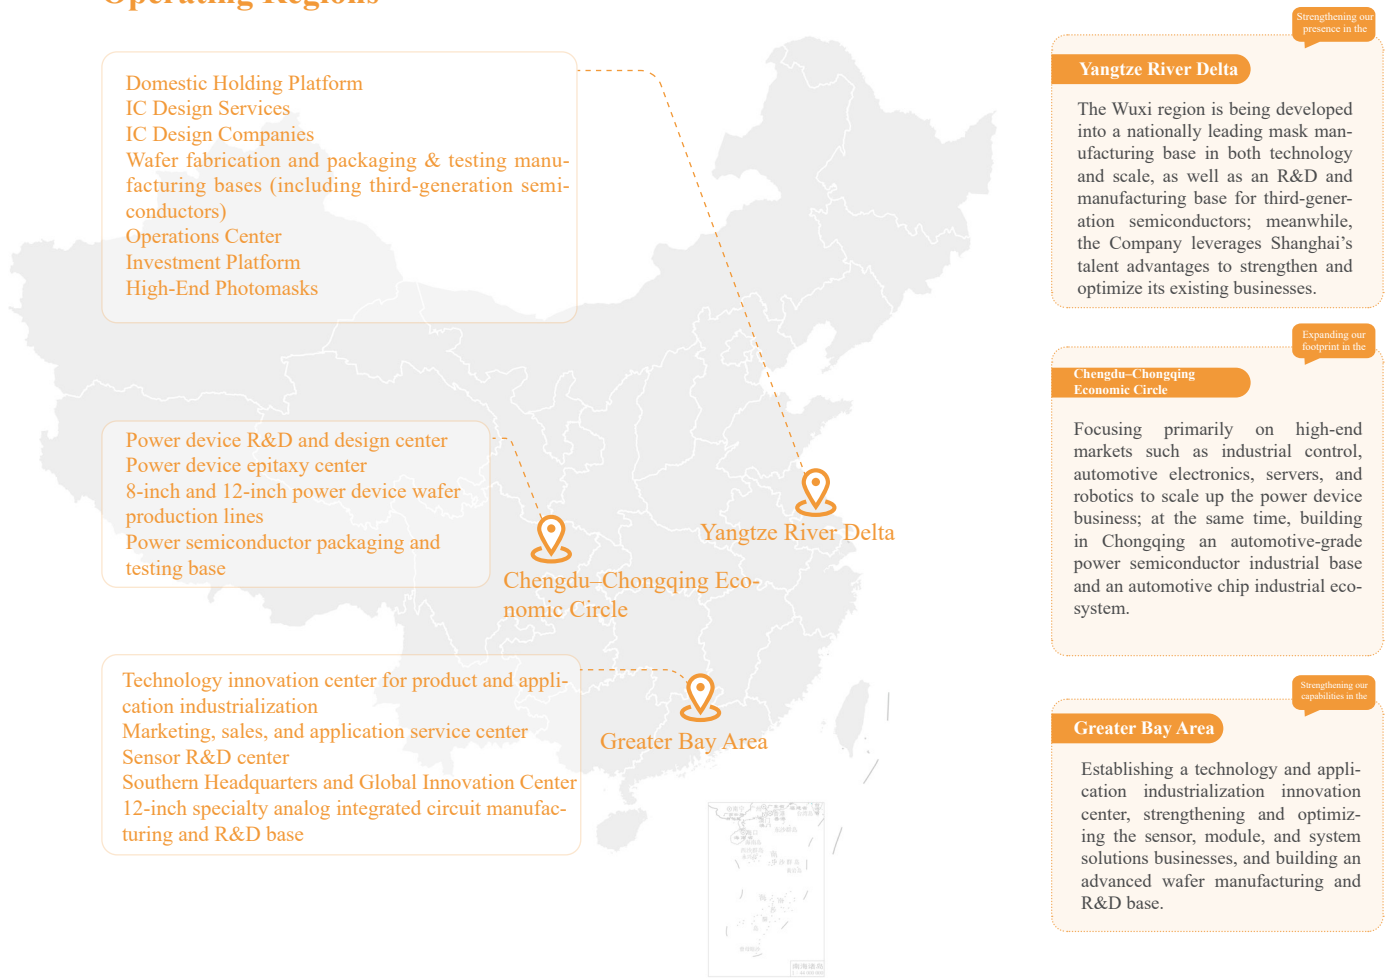 Operating Regions
Domestic Holding Platform
IC Design Services
IC Design Companies
Wafer fabrication and packaging & testing manu-
facturing bases (including third-generation semi-
conductors)
Operations Center
Investment Platform
High-End Photomasks
Power device R&D and design center
Power device epitaxy center
8-inch and 12-inch power device wafer
production lines
Power semiconductor packaging and
testing base
Technology innovation center for product and appli-
cation industrialization
Marketing, sales, and application service center
Sensor R&D center
Southern Headquarters and Global Innovation Center
12-inch specialty analog integrated circuit manufac-
turing and R&D base
Yangtze River Delta
Chengdu–Chongqing Eco-
nomic Circle
Greater Bay Area
南海诸岛
Strengthening our
presence in the
Yangtze River Delta
The Wuxi region is being developed
into a nationally leading mask man-
ufacturing base in both technology
and scale, as well as an R&D and
manufacturing base for third-gener-
ation semiconductors; meanwhile,
the Company leverages Shanghai’s
talent advantages to strengthen and
optimize its existing businesses.
Expanding our
footprint in the
Chengdu–Chongqing
Economic Circle
Focusing primarily on high-end
markets such as industrial control,
automotive electronics, servers, and
robotics to scale up the power device
business; at the same time, building
in Chongqing an automotive-grade
power semiconductor industrial base
and an automotive chip industrial eco-
system.
Strengthening our
capabilities in the
Greater Bay Area
Establishing a technology and appli-
cation industrialization innovation
center, strengthening and optimiz-
ing the sensor, module, and system
solutions businesses, and building an
advanced wafer manufacturing and
R&D base.